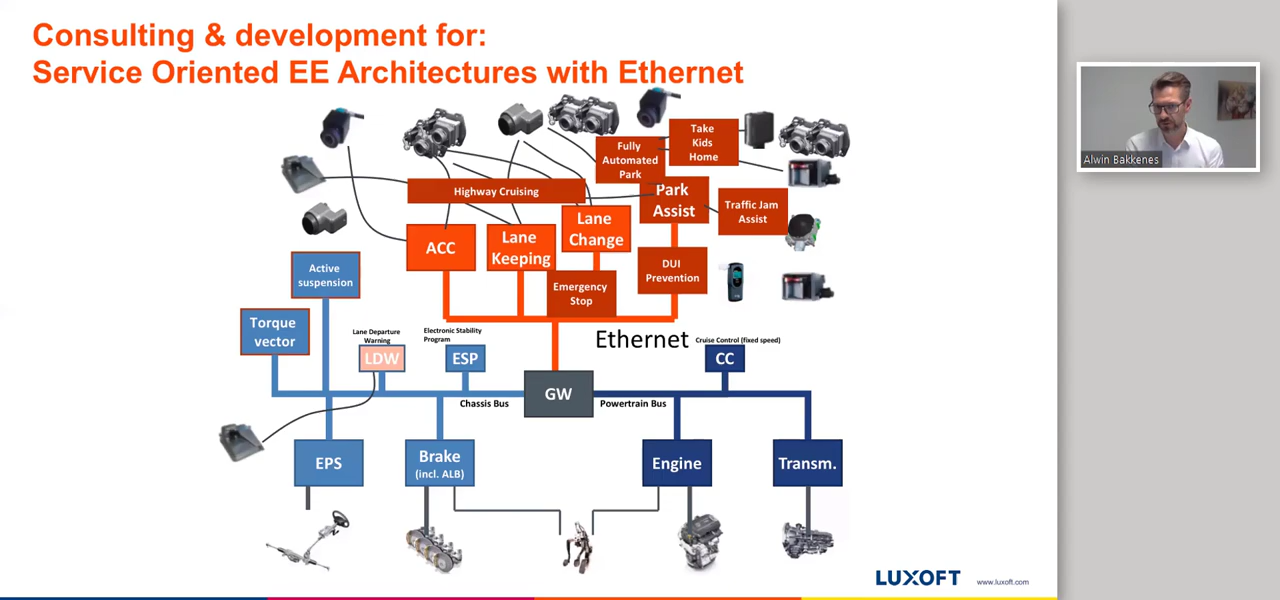 Consulting & development for:
Service Oriented EE Architectures with Ethernet
Alwin Bakkenes
Take
Kids
Home
Fully
Automated
Park
Highway Cruising
Park
Assist
Traffic Jam
Assist
ACC
Lane
Keeping
Lane
Change
DUI
Prevention
Emergency
Stop
Active
suspension
Torque
vector
Lane Departure
Warning
LDW
Electronic Stability
Program
ESP
Ethernet
Cruise Control (fixed speed)
CC
GW
Chassis Bus
Powertrain Bus
EPS
Brake
(incl. ALB)
Engine
Transm.
LUXOFT
www.luxoft.com